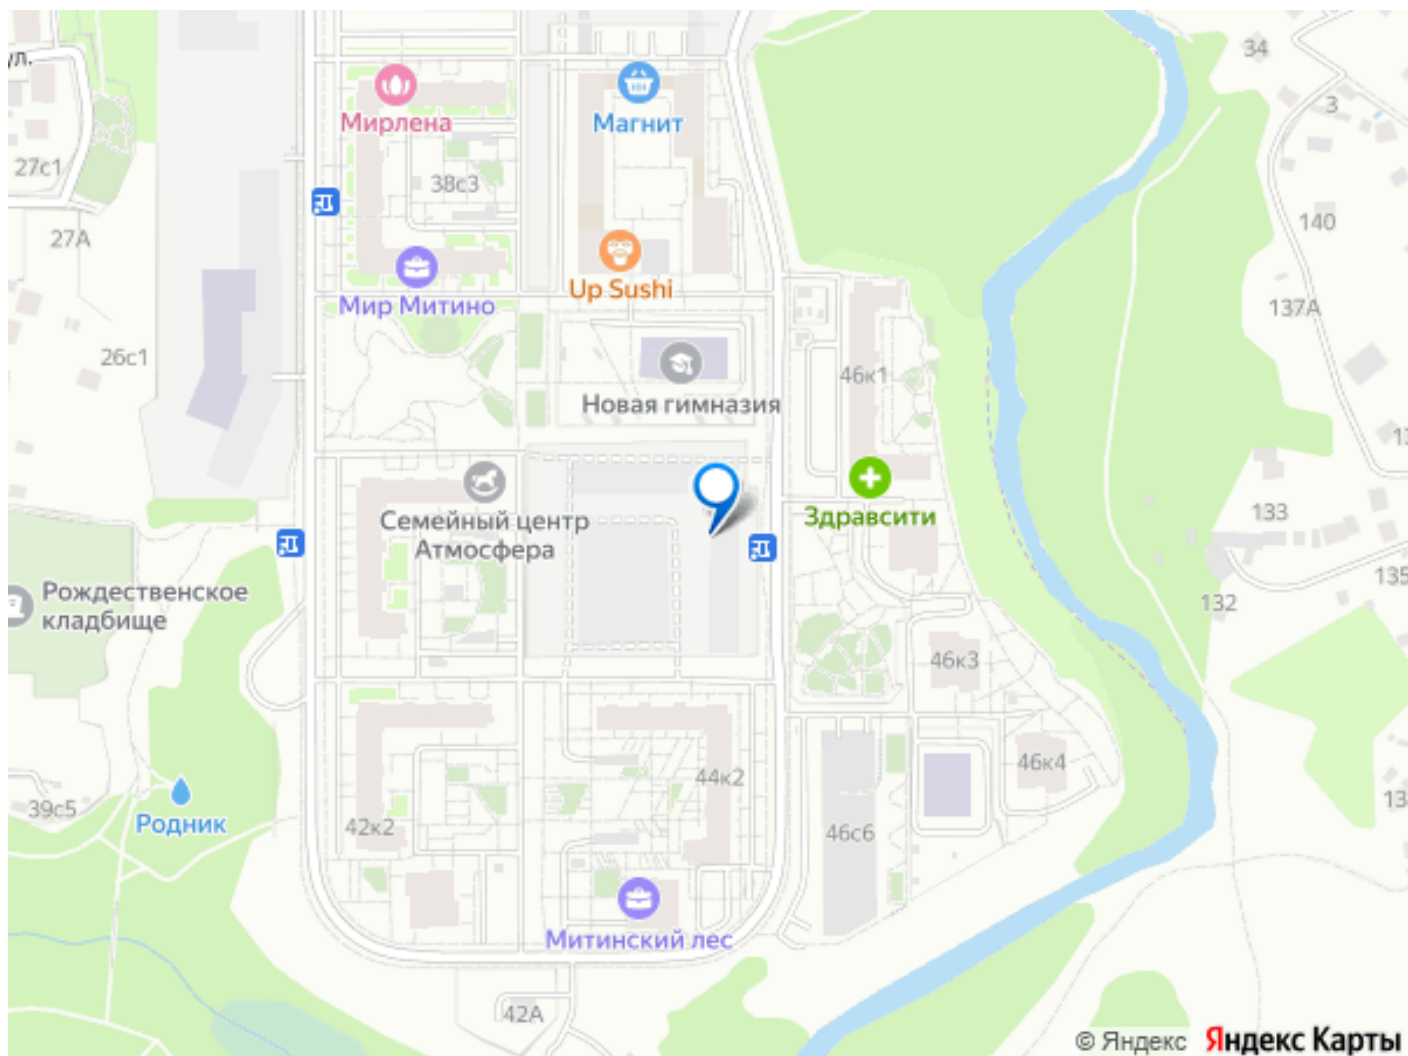 ул.
34
3
Мирлена
Магнит
27с1
38с3
140
27А
Up Sushi
Мир Митино
137А
26с1
46к1
Новая гимназия
Семейный центр
Атмосфера
Здравсити
133
Рождественское
кладбище
135
132
46к3
44к2
46к4
39с5
Родник
42к2
46с6
Митинский лес
42А
© Яндекс
Яндекс Карты